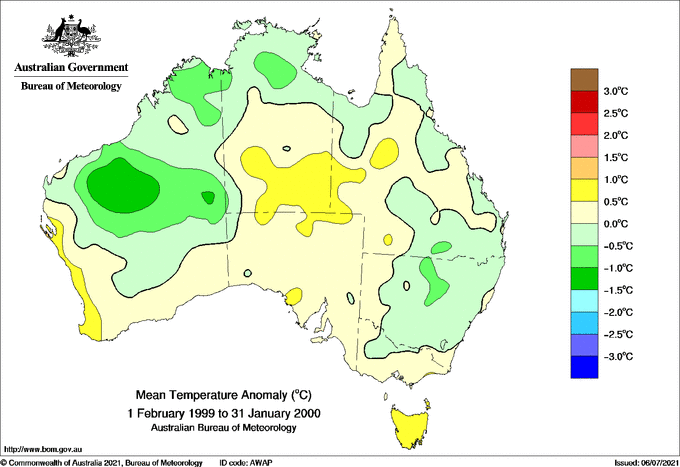 Australian Government
Bureau of Meteorology
3.0°C
2.5°C
2.0°C
1.5°C
1.0°C
0.5°C
0.0°C
−0.5°C
−1.0°C
−1.5°C
−2.0°C
−2.5°C
−3.0°C
Mean Temperature Anomaly (°C)
1 February 1999 to 31 January 2000
Australian Bureau of Meteorology
http://www.bom.gov.au
© Commonwealth of Australia 2021, Bureau of Meteorology ID code: AWAP Issued: 06/07/2021